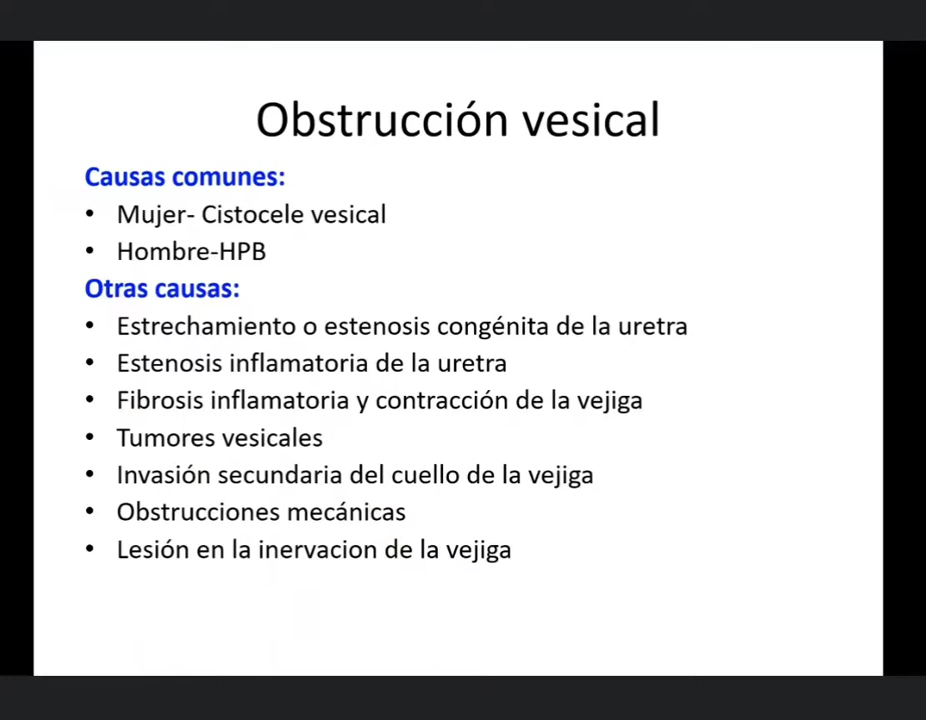 Obstrucción vesical
Causas comunes:
• Mujer- Cistocele vesical
• Hombre-HPB
Otras causas:
• Estrechamiento o estenosis congénita de la uretra
• Estenosis inflamatoria de la uretra
• Fibrosis inflamatoria y contracción de la vejiga
• Tumores vesicales
• Invasión secundaria del cuello de la vejiga
• Obstrucciones mecánicas
• Lesión en la inervacion de la vejiga